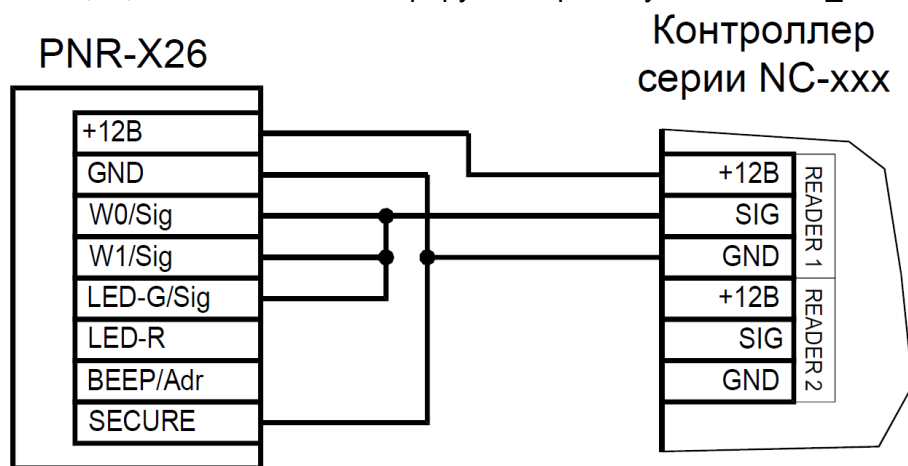 PNR-X26
+12В
GND
W0/Sig
W1/Sig
LED-G/Sig
LED-R
BEEP/Adr
SECURE
Контроллер
серии NC-xxx
+12В
SIG
GND
READER 1
+12В
SIG
GND
READER 2